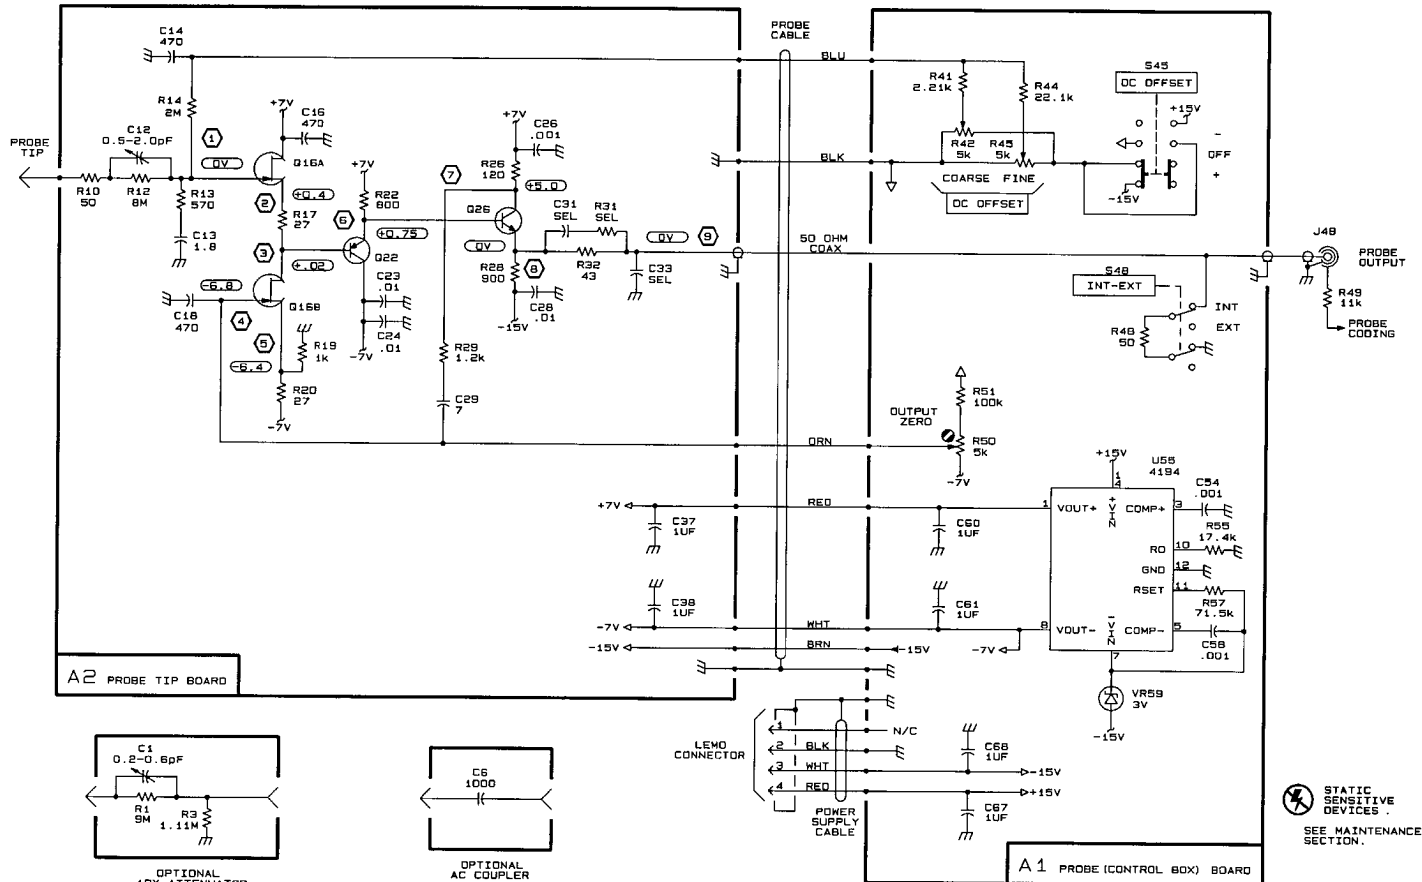 C14
470
PROBE
CABLE
BLU
S45
DC OFFSET
R41
2.21k
R44
22.1k
+15V
-
OFF
+
-15V
R14
2M
+7V
C16
470
+7V
C26
.001
PROBE
TIP
C12
0.5-2.0pF
1
0V
Q16A
R10
50
R12
8M
R13
570
C13
1.8
+0.4
2
R17
27
+7V
R22
800
6
+0.75
7
R26
120
+5.0
Q26
BLK
R42
5k
R45
5k
COARSE FINE
DC OFFSET
C31
SEL
R31
SEL
0V
9
50 OHM
COAX
J49
PROBE
OUTPUT
3
+.02
Q22
0V
R28
900
8
R32
43
C33
SEL
-6.8
C18
470
4
Q16B
5
-6.4
R19
1k
R20
27
-7V
C23
.01
C24
.01
-7V
C28
.01
-15V
R29
1.2k
C29
7
S48
INT-EXT
R48
50
INT
EXT
R49
11k
PROBE
CODING
OUTPUT
ZERO
R51
100k
R50
5k
-7V
ORN
+15V
U55
4194
+7V
RED
C37
1UF
C60
1UF
1
VOUT+
4
1
+VIN
COMP+
3
C54
.001
RO
10
R55
17.4k
GND
12
RSET
11
R57
71.5k
C38
1UF
C61
1UF
-7V
WHT
8
VOUT-
-VIN
COMP-
5
C58
.001
7
-15V
BRN
-15V
-7V
A2 PROBE TIP BOARD
VR59
3V
-15V
LEMO
CONNECTOR
1
N/C
2
BLK
3
WHT
4
RED
C68
1UF
-15V
+15V
C67
1UF
POWER
SUPPLY
CABLE
C1
0.2-0.6pF
R1
9M
R3
1.11M
OPTIONAL
C6
1000
OPTIONAL
AC COUPLER
STATIC
SENSITIVE
DEVICES.
SEE MAINTENANCE
SECTION.
A1 PROBE (CONTROL BOX) BOARD